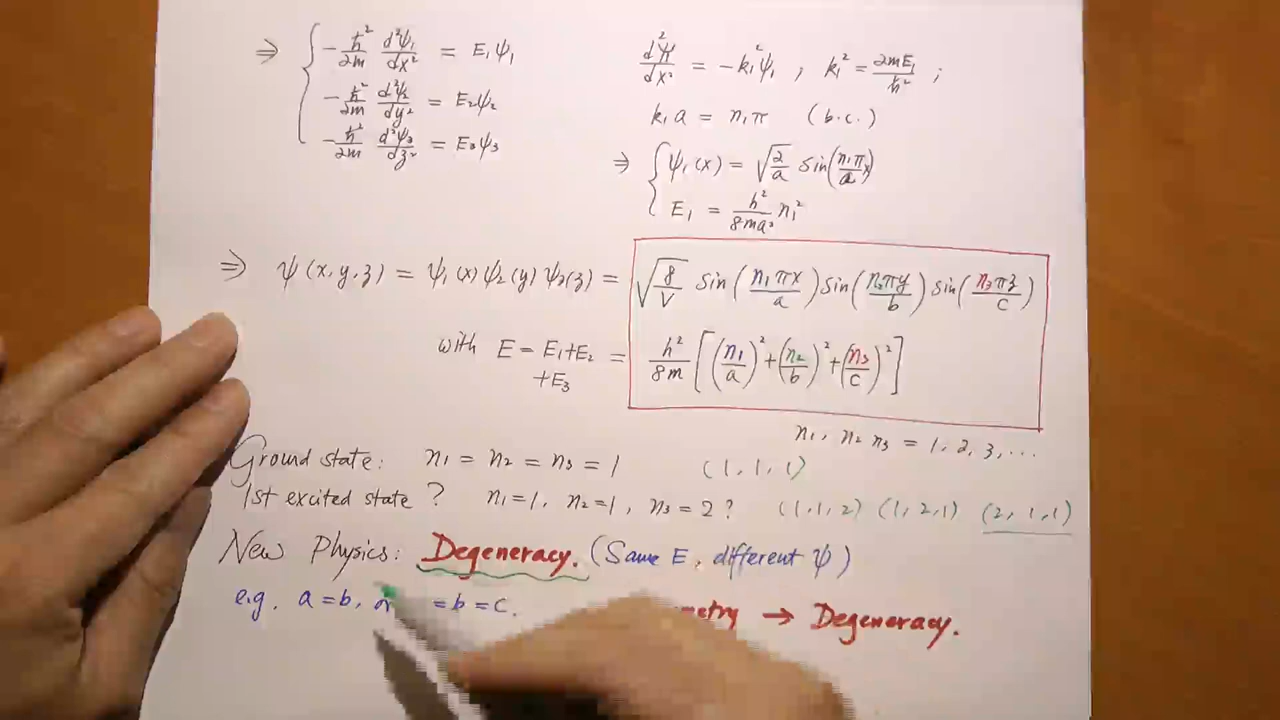 ⇒ { -ħ²/2m d²ψ₁/dx² = E₁ψ₁
-ħ²/2m d²ψ₂/dy² = E₂ψ₂
-ħ²/2m d²ψ₃/dz² = E₃ψ₃
d²ψ₁/dx² = -k₁²ψ₁ , k₁² = 2mE₁/ħ² ;
k₁a = n₁π (b.c.)
⇒ { ψ₁(x) = √(2/a) sin(n₁πx/a)
E₁ = h²/8ma² n₁²
⇒ ψ(x,y,z) = ψ₁(x)ψ₂(y)ψ₃(z) = √(8/V) sin(n₁πx/a) sin(n₂πy/b) sin(n₃πz/c)
with E = E₁+E₂ +E₃ = h²/8m [(n₁/a)² + (n₂/b)² + (n₃/c)²]
n₁, n₂ n₃ = 1, 2, 3, ...
Ground state: n₁ = n₂ = n₃ = 1 (1, 1, 1)
1st excited state ? n₁=1, n₂=1, n₃=2 ? (1,1,2) (1,2,1) (2,1,1)
New Physics: Degeneracy. (Same E, different ψ)
e.g. a=b, = b = c. → Degeneracy.